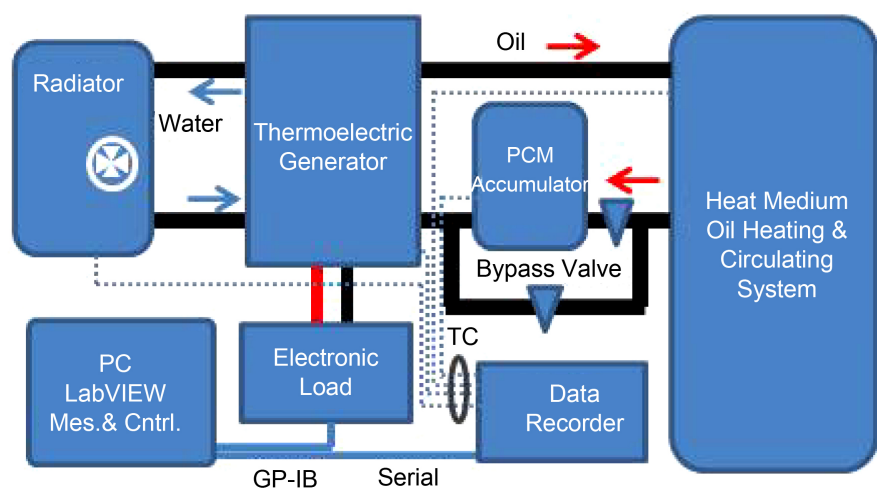 Oil
Radiator
Water
Thermoelectric
Generator
PCM
Accumulator
Heat Medium
Oil Heating &
Circulating
System
Bypass Valve
TC
PC
LabVIEW
Mes.& Cntrl.
Electronic
Load
Data
Recorder
GP-IB
Serial